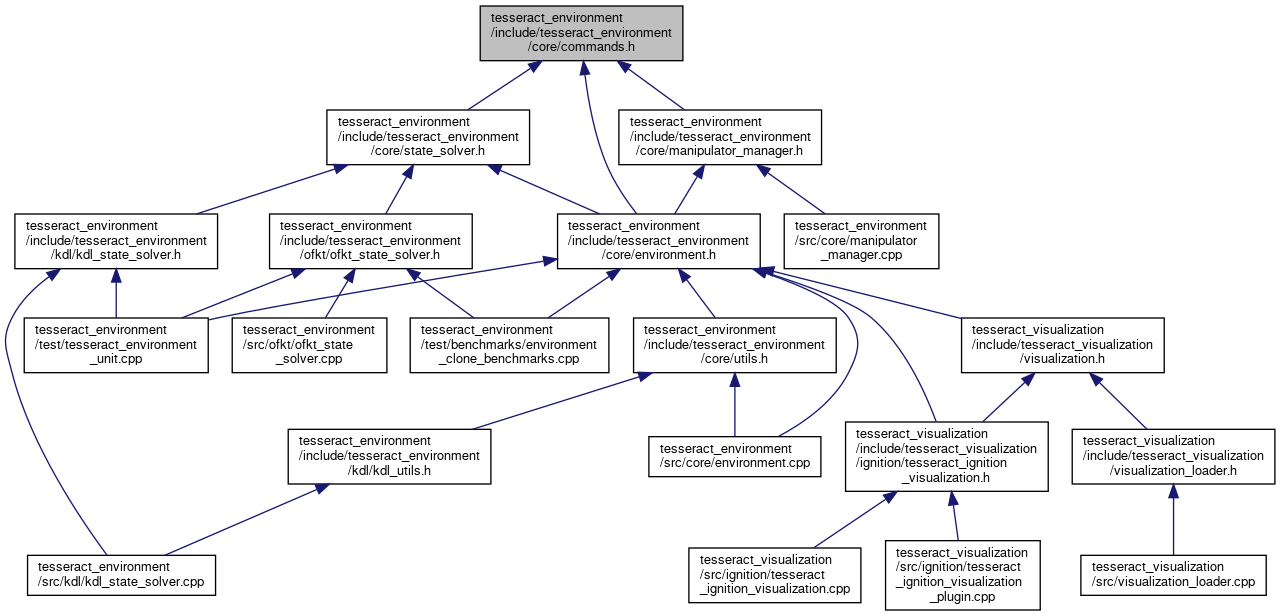 tesseract_environment
/include/tesseract_environment
/core/commands.h
tesseract_environment
/include/tesseract_environment
/core/state_solver.h
tesseract_environment
/include/tesseract_environment
/core/manipulator_manager.h
tesseract_environment
/include/tesseract_environment
/kdl/kdl_state_solver.h
tesseract_environment
/include/tesseract_environment
/ofkt/ofkt_state_solver.h
tesseract_environment
/include/tesseract_environment
/core/environment.h
tesseract_environment
/src/core/manipulator
_manager.cpp
tesseract_environment
/test/tesseract_environment
_unit.cpp
tesseract_environment
/src/ofkt/ofkt_state
_solver.cpp
tesseract_environment
/test/benchmarks/environment
_clone_benchmarks.cpp
tesseract_environment
/include/tesseract_environment
/core/utils.h
tesseract_visualization
/include/tesseract_visualization
/visualization.h
tesseract_environment
/include/tesseract_environment
/kdl/kdl_utils.h
tesseract_environment
/src/core/environment.cpp
tesseract_visualization
/include/tesseract_visualization
/ignition/tesseract_ignition
_visualization.h
tesseract_visualization
/include/tesseract_visualization
/visualization_loader.h
tesseract_environment
/src/kdl/kdl_state_solver.cpp
tesseract_visualization
/src/ignition/tesseract
_ignition_visualization.cpp
tesseract_visualization
/src/ignition/tesseract
_ignition_visualization
_plugin.cpp
tesseract_visualization
/src/visualization_loader.cpp